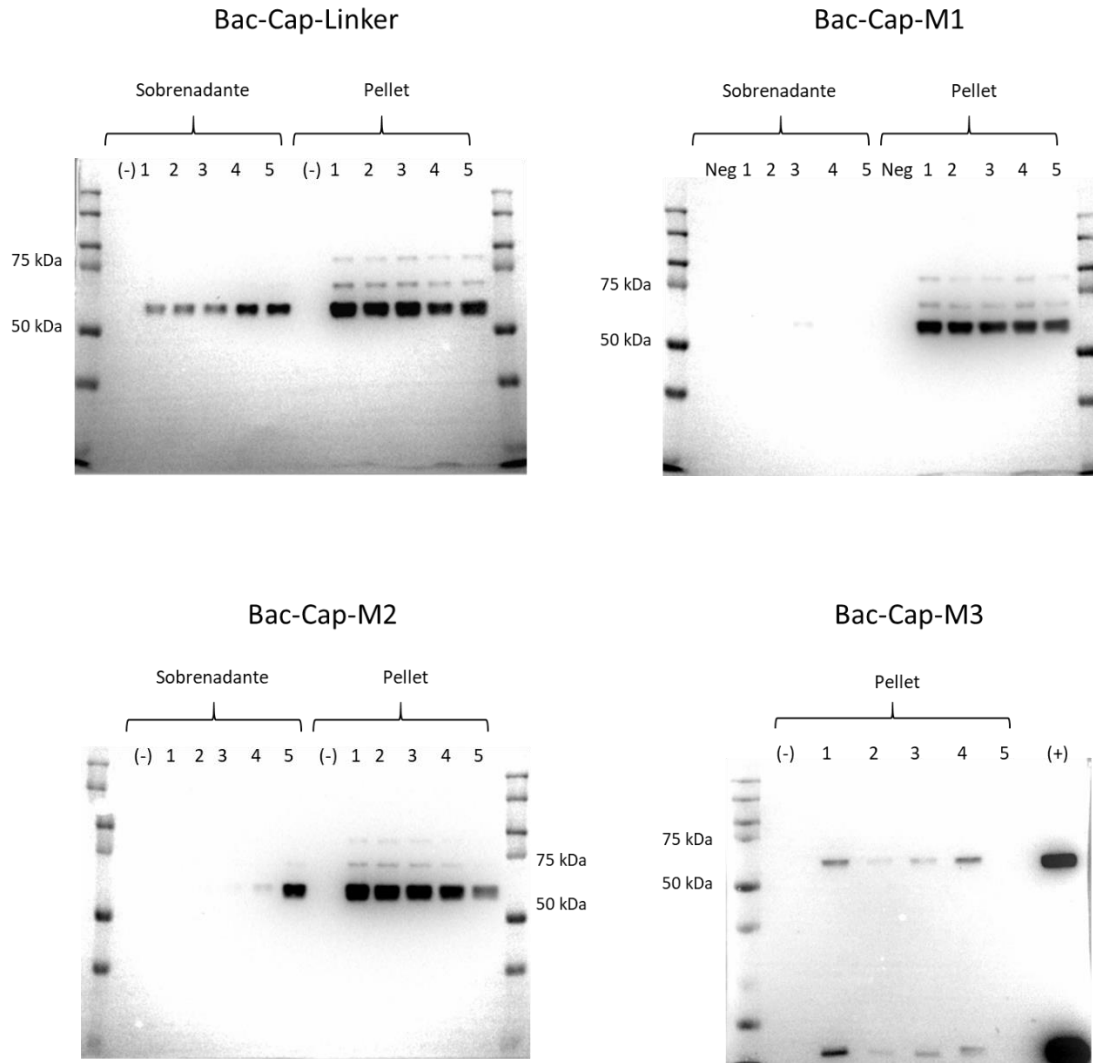 Bac-Cap-Linker
Sobrenadante Pellet
(-) 1 2 3 4 5 (-) 1 2 3 4 5
75 kDa
50 kDa
Bac-Cap-M1
Sobrenadante Pellet
Neg 1 2 3 4 5 Neg 1 2 3 4 5
75 kDa
50 kDa
Bac-Cap-M2
Sobrenadante Pellet
(-) 1 2 3 4 5 (-) 1 2 3 4 5
75 kDa
50 kDa
Bac-Cap-M3
Pellet
(-) 1 2 3 4 5 (+)
75 kDa
50 kDa